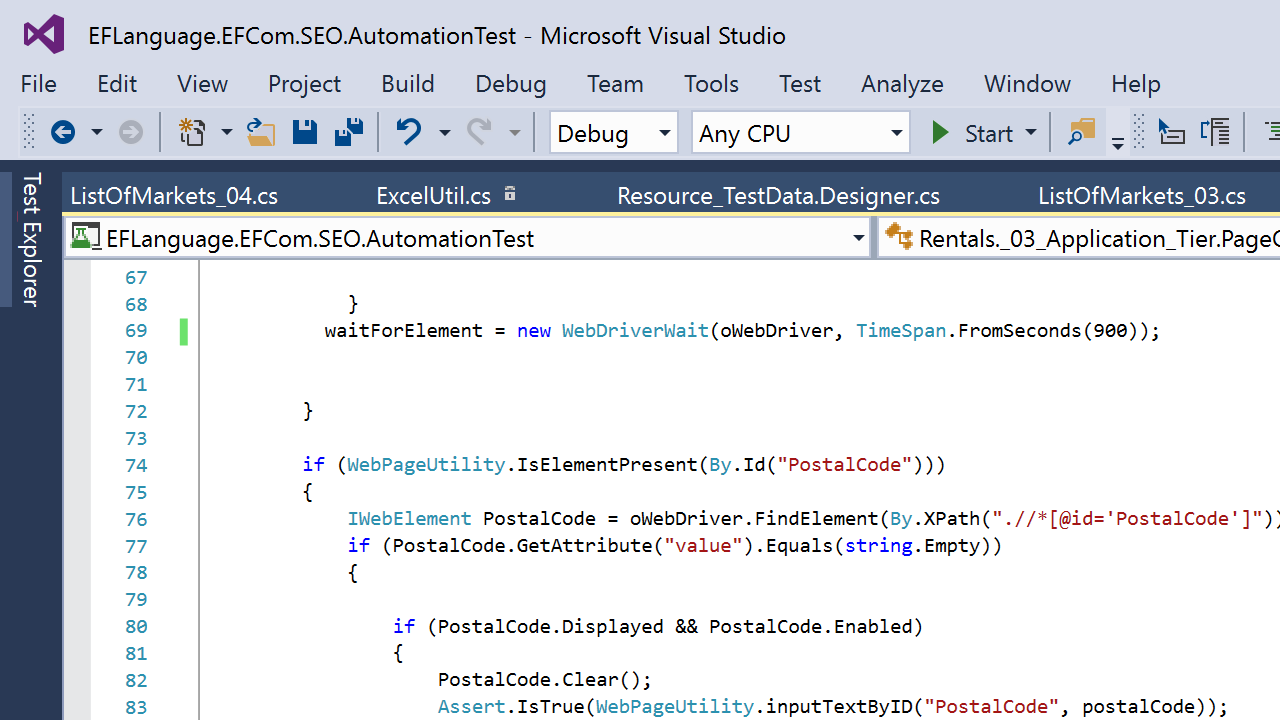 EFLanguage.EFCom.SEO.AutomationTest - Microsoft Visual Studio
File Edit View Project Build Debug Team Tools Test Analyze Window Help
Debug Any CPU Start
Test Explorer
ListOfMarkets_04.cs ExcelUtil.cs Resource_TestData.Designer.cs ListOfMarkets_03.cs
EFLanguage.EFCom.SEO.AutomationTest Rentals._03_Application_Tier.Page
67
68 }
69 waitForElement = new WebDriverWait(oWebDriver, TimeSpan.FromSeconds(900));
70
71
72 }
73
74 if (WebPageUtility.IsElementPresent(By.Id("PostalCode")))
75 {
76 IWebElement PostalCode = oWebDriver.FindElement(By.XPath(".//*[@id='PostalCode']"))
77 if (PostalCode.GetAttribute("value").Equals(string.Empty))
78 {
79
80 if (PostalCode.Displayed && PostalCode.Enabled)
81 {
82 PostalCode.Clear();
83 Assert.IsTrue(WebPageUtility.inputTextByID("PostalCode", postalCode));